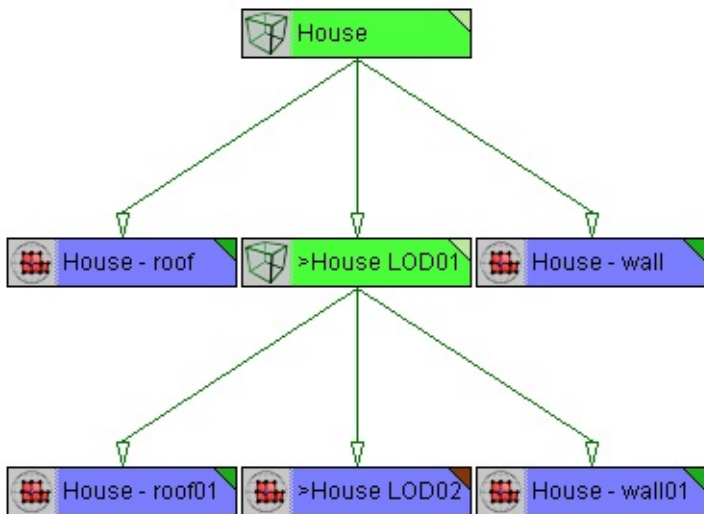 House
House - roof
>House LOD01
House - wall
House - roof01
>House LOD02
House - wall01